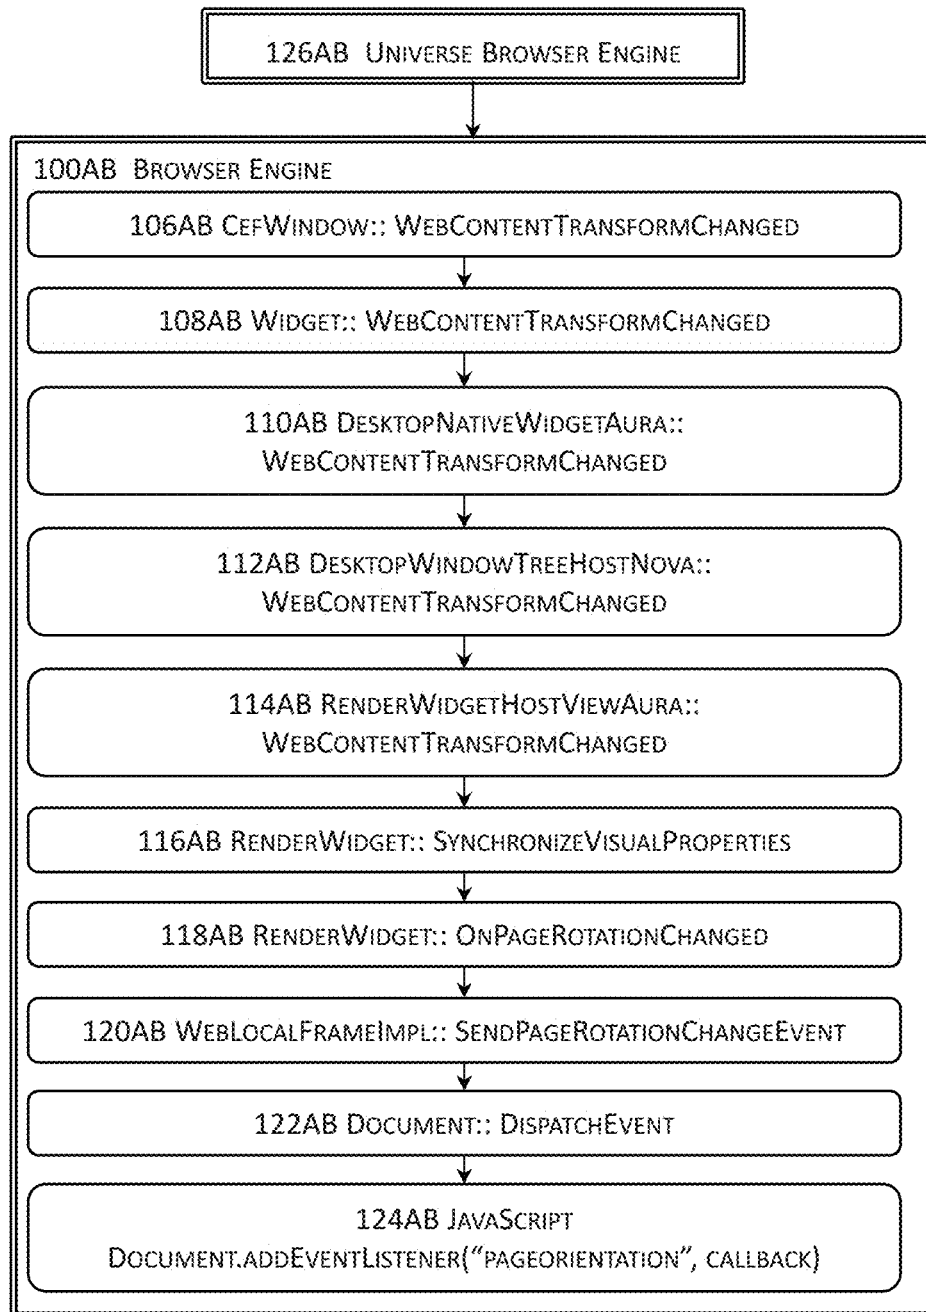 126AB Universe Browser Engine
100AB Browser Engine
106AB CefWindow:: WebContentTransformChanged
108AB Widget:: WebContentTransformChanged
110AB DesktopNativeWidgetAura::
WebContentTransformChanged
112AB DesktopWindowTreeHostNova::
WebContentTransformChanged
114AB RenderWidgetHostViewAura::
WebContentTransformChanged
116AB RenderWidget:: SynchronizeVisualProperties
118AB RenderWidget:: OnPageRotationChanged
120AB WebLocalFrameImpl:: SendPageRotationChangeEvent
122AB Document:: DispatchEvent
124AB JavaScript
Document.addEventListener("pageorientation", callback)